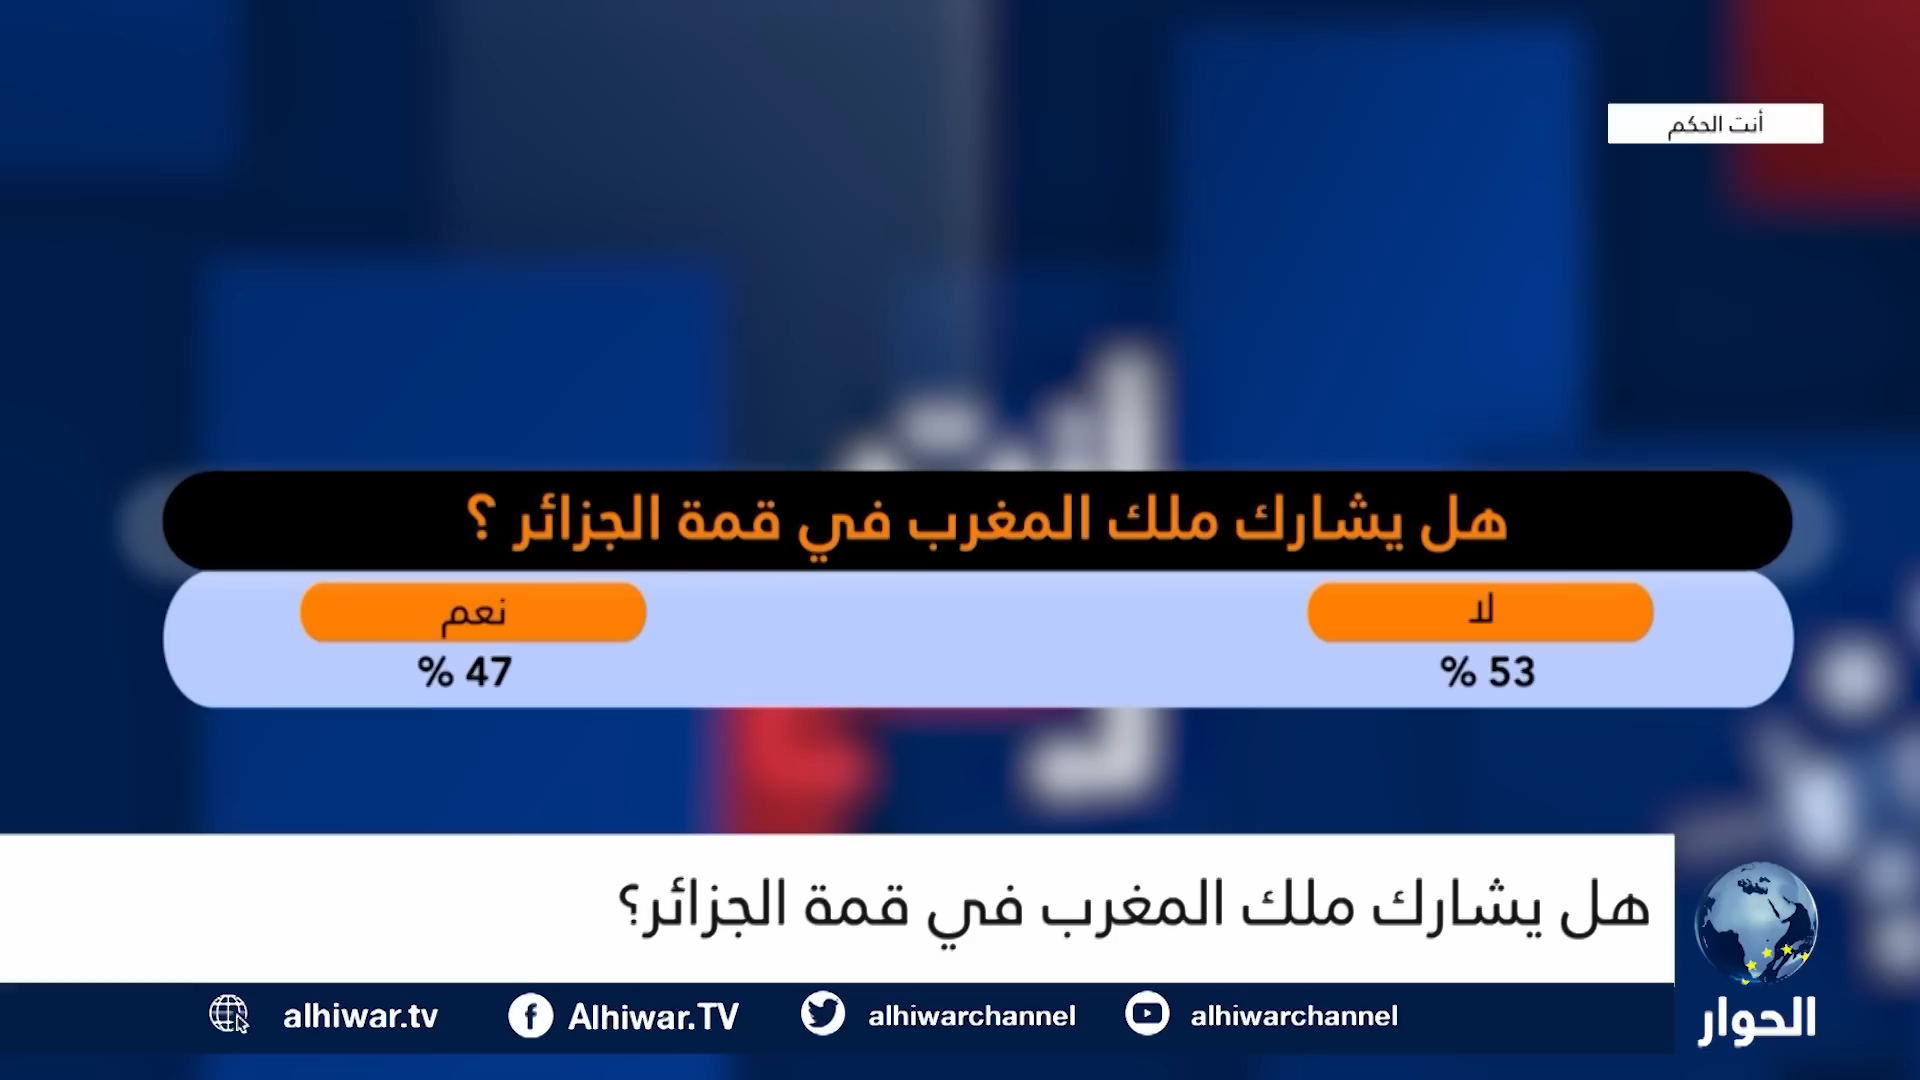 أنت الحكم
هل يشارك ملك المغرب في قمة الجزائر ؟
لا
نعم
% 53
% 47
هل يشارك ملك المغرب في قمة الجزائر؟
alhiwar.tv
Alhiwar.TV
alhiwarchannel
alhiwarchannel
الحوار